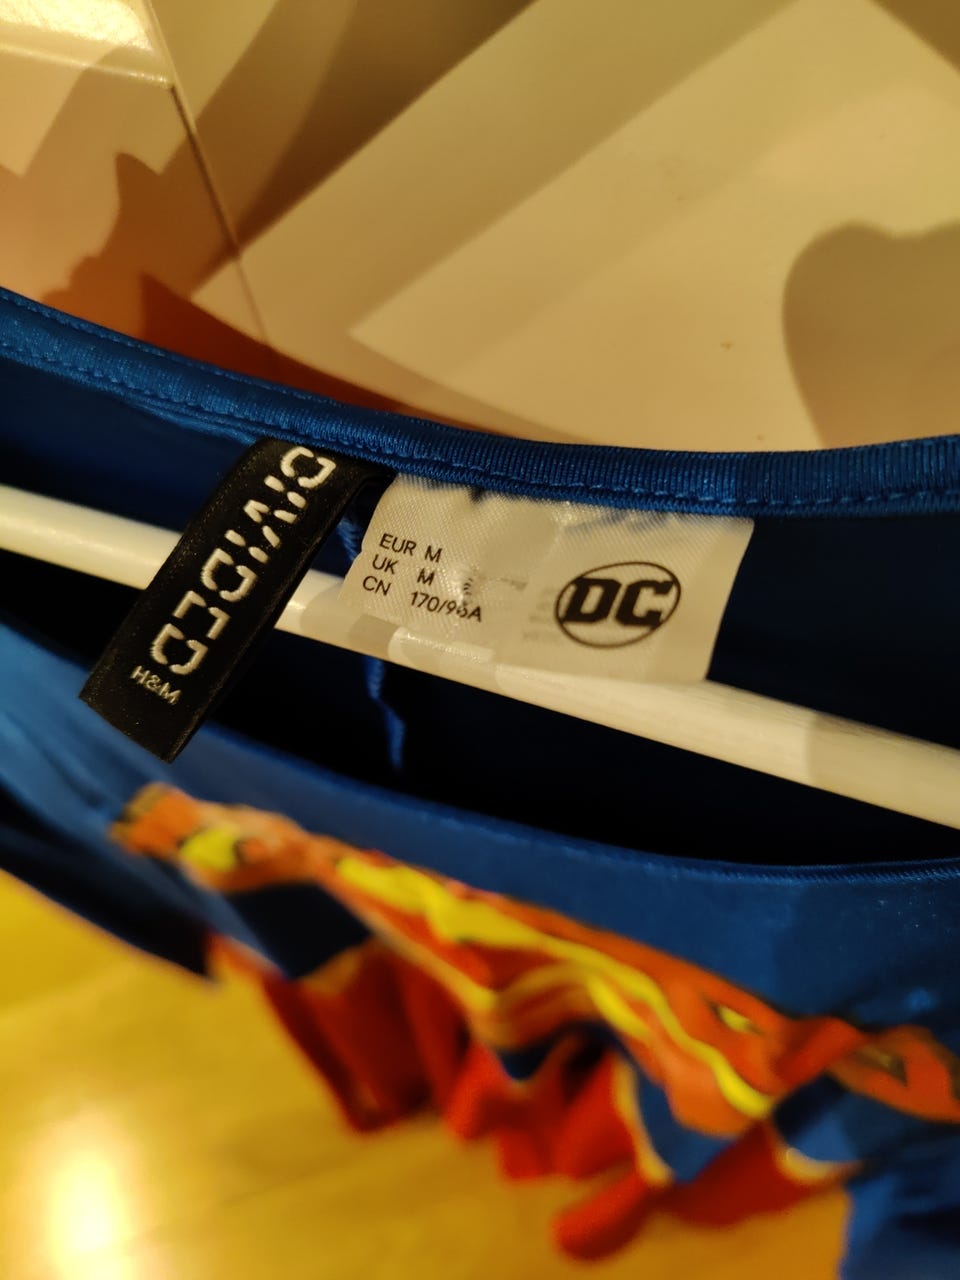 DIVIDED
H&M
EUR M
UK M
CN 170/96A
DC